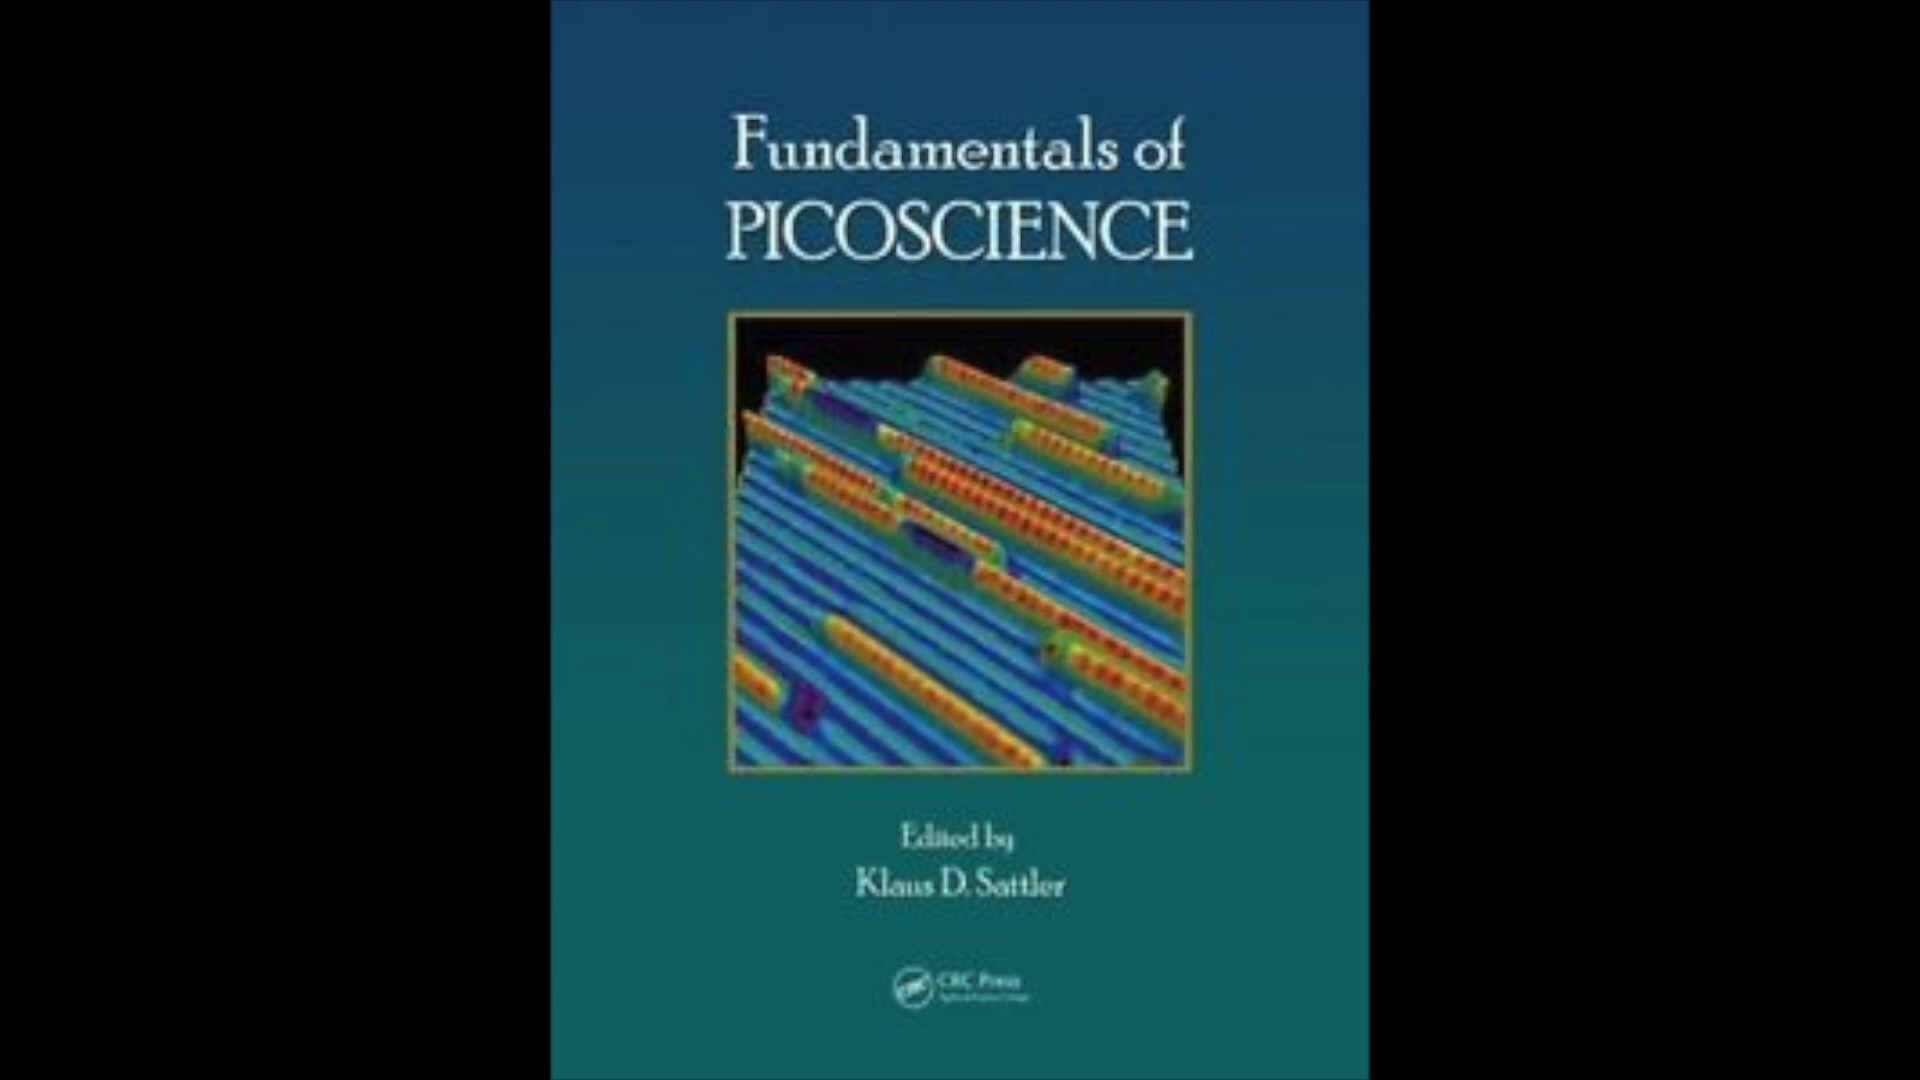 Fundamentals of
PICOSCIENCE
Edited by
Klaus D. Sattler
CRC Press